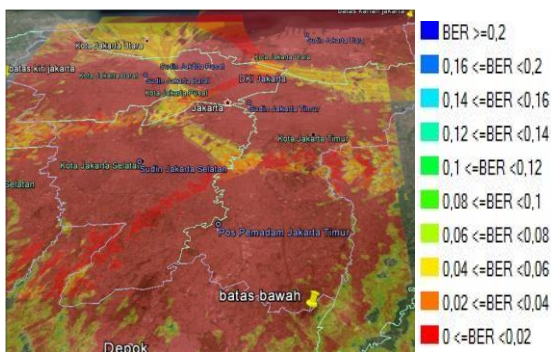 batas kanan jakarta
Kota Jakarta Utara
Sudin Jakarta Utara
batas kiri jakarta
Kota Jakarta Barat
Sudin Jakarta Pusat
Sudin Jakarta Barat
DKI Jakarta
Kota Jakarta Pusat
Jakarta
Sudin Jakarta Timur
Kota Jakarta Timur
Kota Jakarta Selatan
Sudin Jakarta Selatan
Selatan
Pos Pemadam Jakarta Timur
batas bawah
Depok
BER >=0,2
0,16 <=BER <0,2
0,14 <=BER <0,16
0,12 <=BER <0,14
0,1 <=BER <0,12
0,08 <=BER <0,1
0,06 <=BER <0,08
0,04 <=BER <0,06
0,02 <=BER <0,04
0 <=BER <0,02